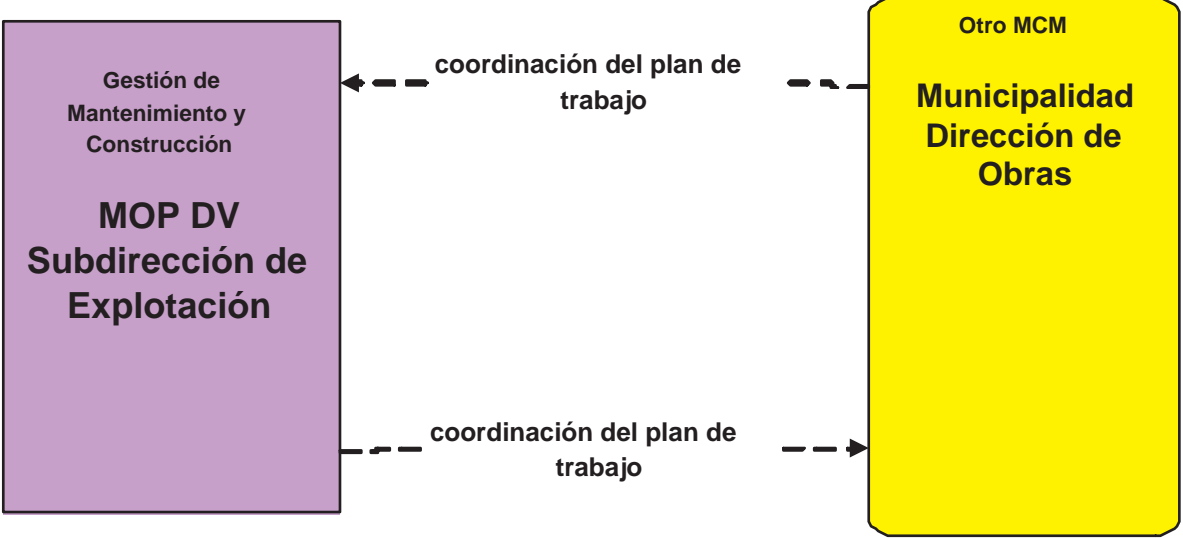 Gestión de
Mantenimiento y
Construcción
MOP DV
Subdirección de
Explotación
coordinación del plan de
trabajo
coordinación del plan de
trabajo
Otro MCM
Municipalidad
Dirección de
Obras